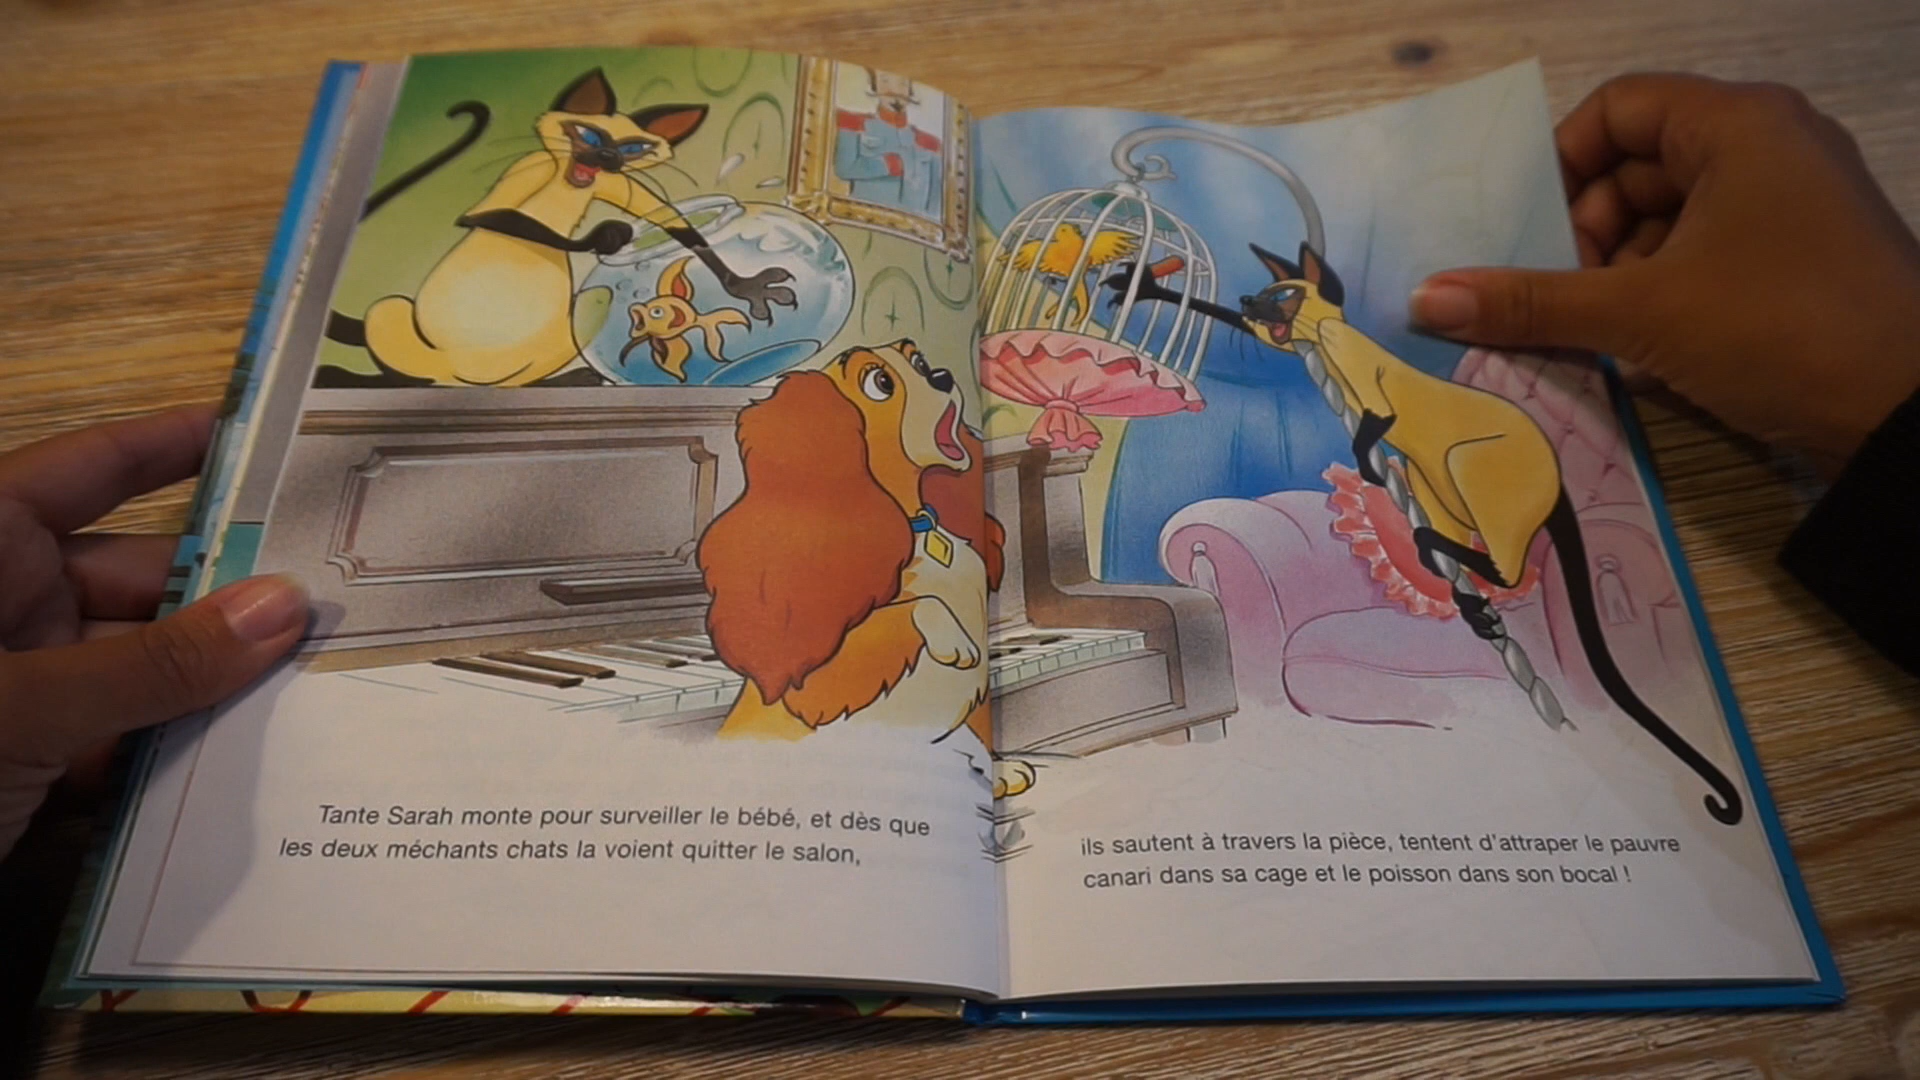 Tante Sarah monte pour surveiller le bébé, et dès que
les deux méchants chats la voient quitter le salon,
ils sautent à travers la pièce, tentent d'attraper le pauvre
canari dans sa cage et le poisson dans son bocal !